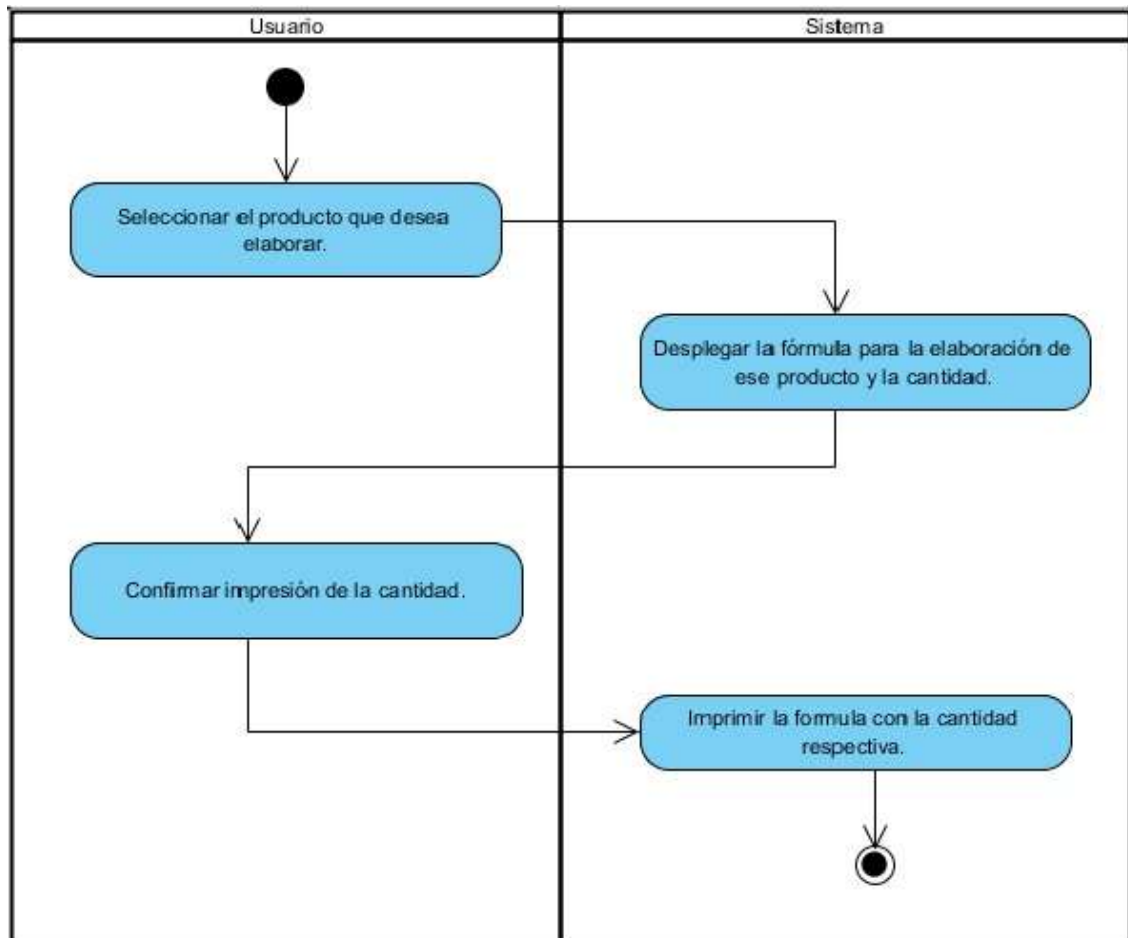 Usuario
Sistema
Seleccionar el producto que desea
elaborar.
Desplegar la fórmula para la elaboración de
ese producto y la cantidad.
Confirmar impresión de la cantidad.
Imprimir la formula con la cantidad
respectiva.